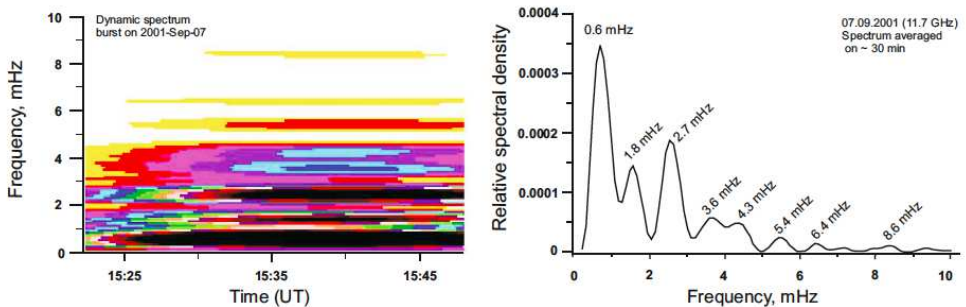 Dynamic spectrum
burst on 2001-Sep-07
10
8
6
4
2
0
Frequency, mHz
15:25
15:35
15:45
Time (UT)
0.0004
0.0003
0.0002
0.0001
0
Relative spectral density
07.09.2001 (11.7 GHz)
Spectrum averaged
on ~ 30 min
0.6 mHz
1.8 mHz
2.7 mHz
3.6 mHz
4.3 mHz
5.4 mHz
6.4 mHz
8.6 mHz
0
2
4
6
8
10
Frequency, mHz